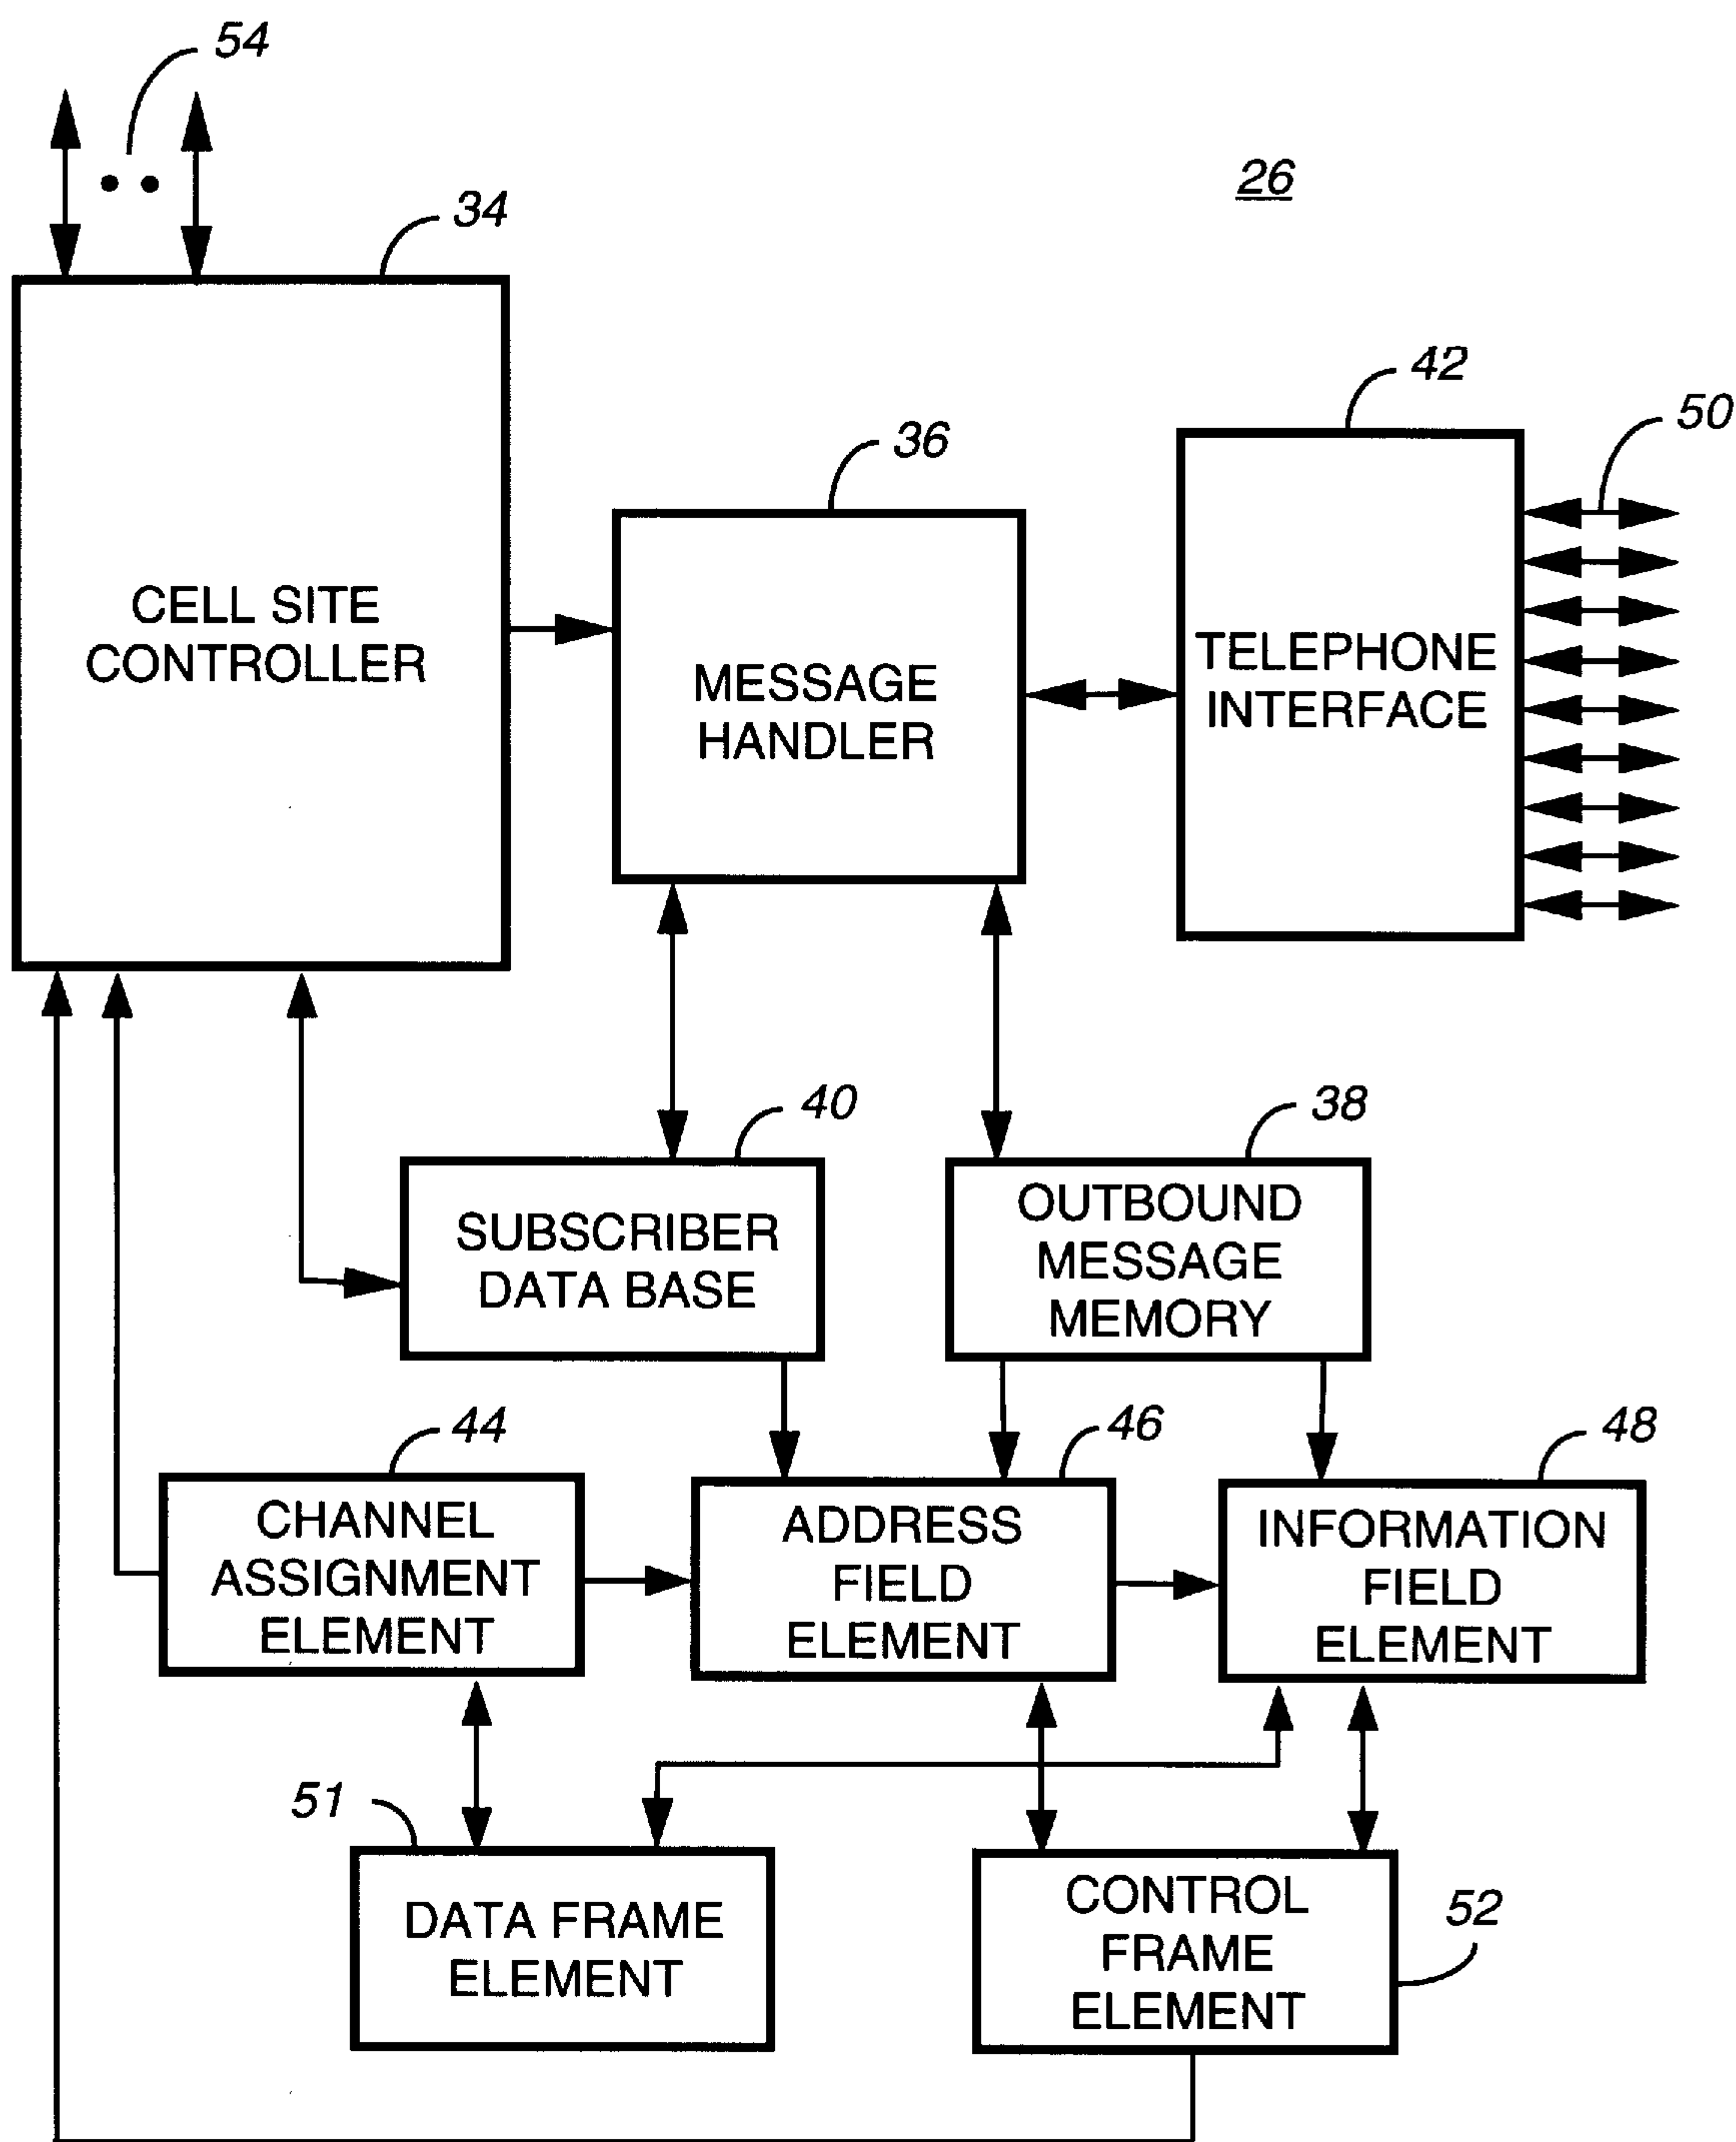 54
26
34
CELL SITE
CONTROLLER
36
MESSAGE
HANDLER
42
TELEPHONE
INTERFACE
50
40
SUBSCRIBER
DATA BASE
38
OUTBOUND
MESSAGE
MEMORY
44
CHANNEL
ASSIGNMENT
ELEMENT
46
ADDRESS
FIELD
ELEMENT
48
INFORMATION
FIELD
ELEMENT
51
DATA FRAME
ELEMENT
CONTROL
FRAME
ELEMENT
52